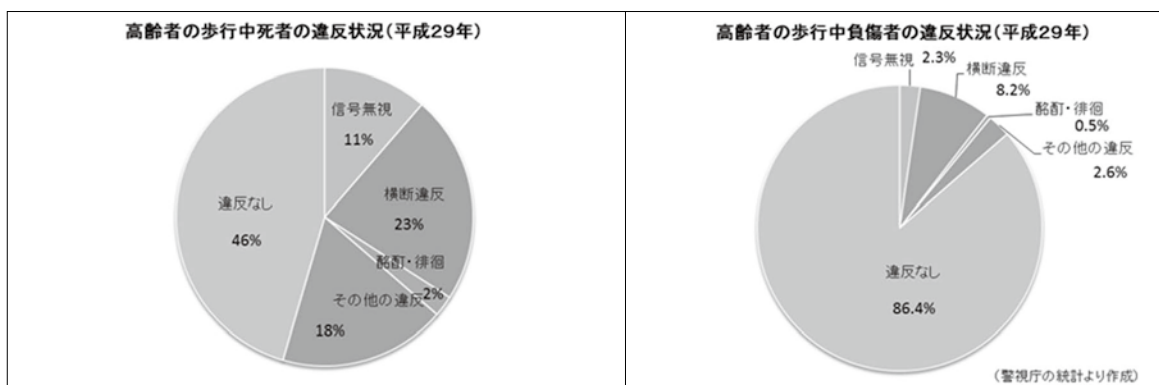 高齢者の歩行中死者の違反状況(平成29年)
信号無視
11%
横断違反
23%
酩酊・徘徊
2%
その他の違反
18%
違反なし
46%
高齢者の歩行中負傷者の違反状況(平成29年)
信号無視 2.3%
横断違反
8.2%
酩酊・徘徊
0.5%
その他の違反
2.6%
違反なし
86.4%
(警視庁の統計より作成)